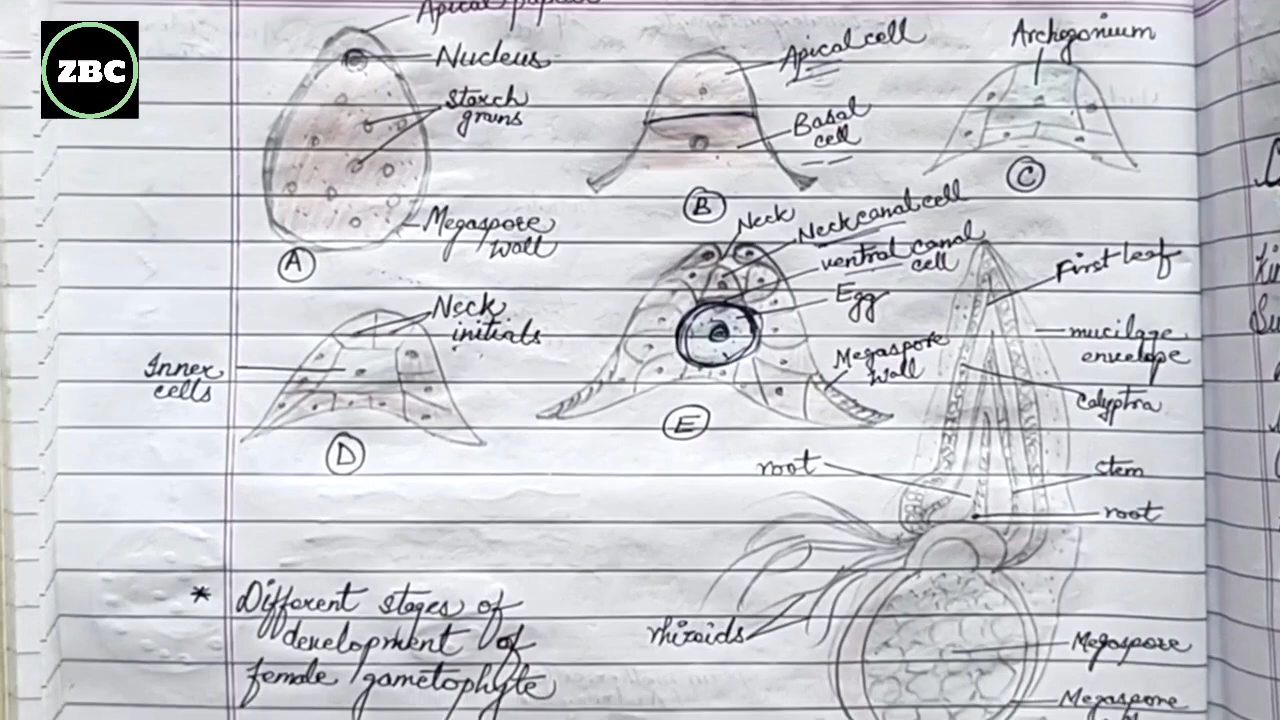 ZBC
Apical papilla
Nucleus
Starch
grains
Megaspore
wall
A
Apical cell
Basal
cell
B
Archegonium
C
Neck
initials
Inner
cells
D
Neck
Neck canal cell
ventral canal
cell
Egg
Megaspore
wall
E
First leaf
mucilage
envelope
calyptra
root
stem
root
rhizoids
Megaspore
Megaspore
* Different stages of
development of
female gametophyte